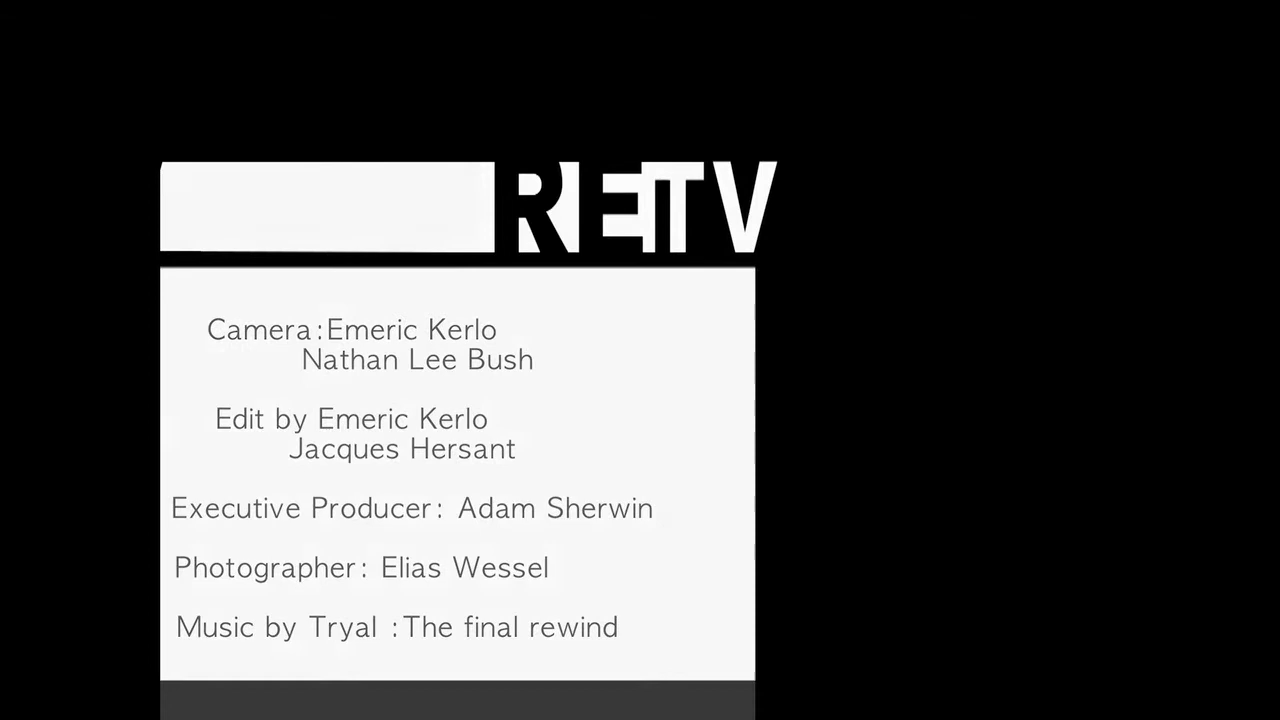 RETV
Camera:Emeric Kerlo
Nathan Lee Bush
Edit by Emeric Kerlo
Jacques Hersant
Executive Producer: Adam Sherwin
Photographer: Elias Wessel
Music by Tryal :The final rewind